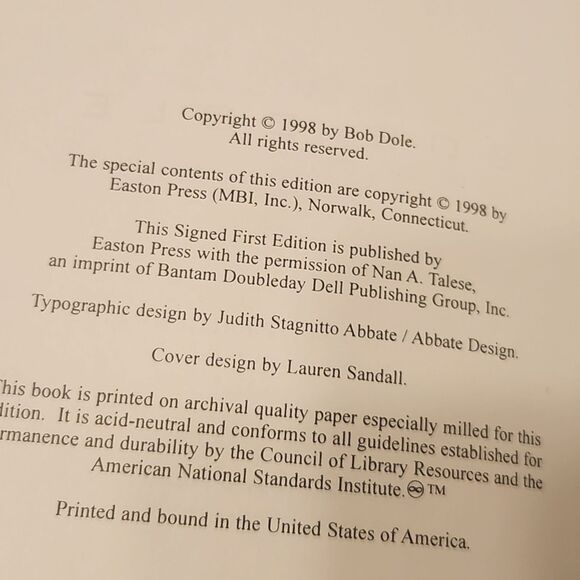 Copyright © 1998 by Bob Dole.
All rights reserved.
The special contents of this edition are copyright © 1998 by
Easton Press (MBI, Inc.), Norwalk, Connecticut.
This Signed First Edition is published by
Easton Press with the permission of Nan A. Talese,
an imprint of Bantam Doubleday Dell Publishing Group, Inc.
Typographic design by Judith Stagnitto Abbate / Abbate Design.
Cover design by Lauren Sandall.
This book is printed on archival quality paper especially milled for this
dition. It is acid-neutral and conforms to all guidelines established for
rmanence and durability by the Council of Library Resources and the
American National Standards Institute.♾™
Printed and bound in the United States of America.